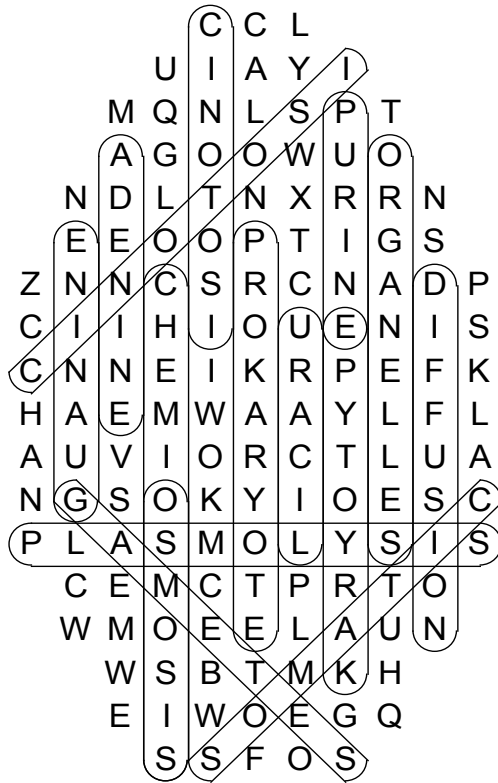 C C L
U I A Y I
M Q N L S P T
A G O O W U O
N D L T N X R R N
E E O O P T I G S
Z N N C S R C N A D P
C I I H I O U E N I S
C N N E I K R P E F K
H A E M W A A Y L F L
A U V I O R C T L U A
N G S O K Y I O E S C
P L A S M O L Y S I S
C E M C T P R T O
W M O E E L A U N
W S B T M K H
E I W O E G Q
S S F O S